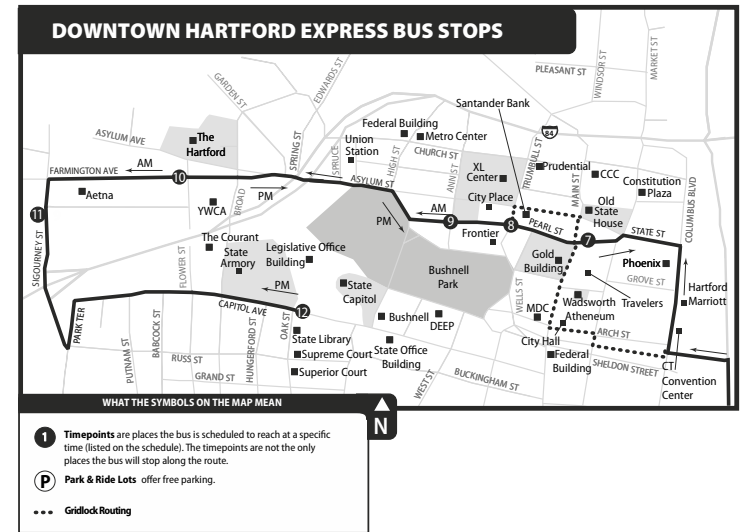 DOWNTOWN HARTFORD EXPRESS BUS STOPS
MARKET ST
WINDSOR ST
PLEASANT ST
EDWARDS ST
GARDEN ST
Santander Bank
84
Federal Building
Metro Center
ASYLUM AVE
The
Hartford
SPRING ST
SPRUCE
Union
Station
HIGH ST
CHURCH ST
ANN ST
XL
Center
TRUMBULL ST
Prudential
CCC
MAIN ST
Constitution
Plaza
COLUMBUS BLVD
FARMINGTON AVE
AM
10
ASYLUM ST
Aetna
PM
BROAD
YWCA
City Place
Old
State
House
11
SIGOURNEY ST
PM
AM
9
8
PEARL ST
7
STATE ST
Frontier
The Courant
State
Armory
Legislative Office
Building
FLOWER ST
Gold
Building
Phoenix
Bushnell
Park
GROVE ST
PM
State
Capitol
WELLS ST
Travelers
Hartford
Marriott
CAPITOL AVE
12
PARK TER
OAK ST
Bushnell
DEEP
MDC
Wadsworth
Atheneum
ARCH ST
City Hall
State Library
Supreme Court
Superior Court
State Office
Building
PUTNAM ST
BABCOCK ST
RUSS ST
GRAND ST
HUNGERFORD ST
WEST ST
BUCKINGHAM ST
Federal
Building
SHELDON STREET
CT
Convention
Center
N
WHAT THE SYMBOLS ON THE MAP MEAN
1 Timepoints are places the bus is scheduled to reach at a specific
time (listed on the schedule). The timepoints are not the only
places the bus will stop along the route.
P Park & Ride Lots offer free parking.
Gridlock Routing